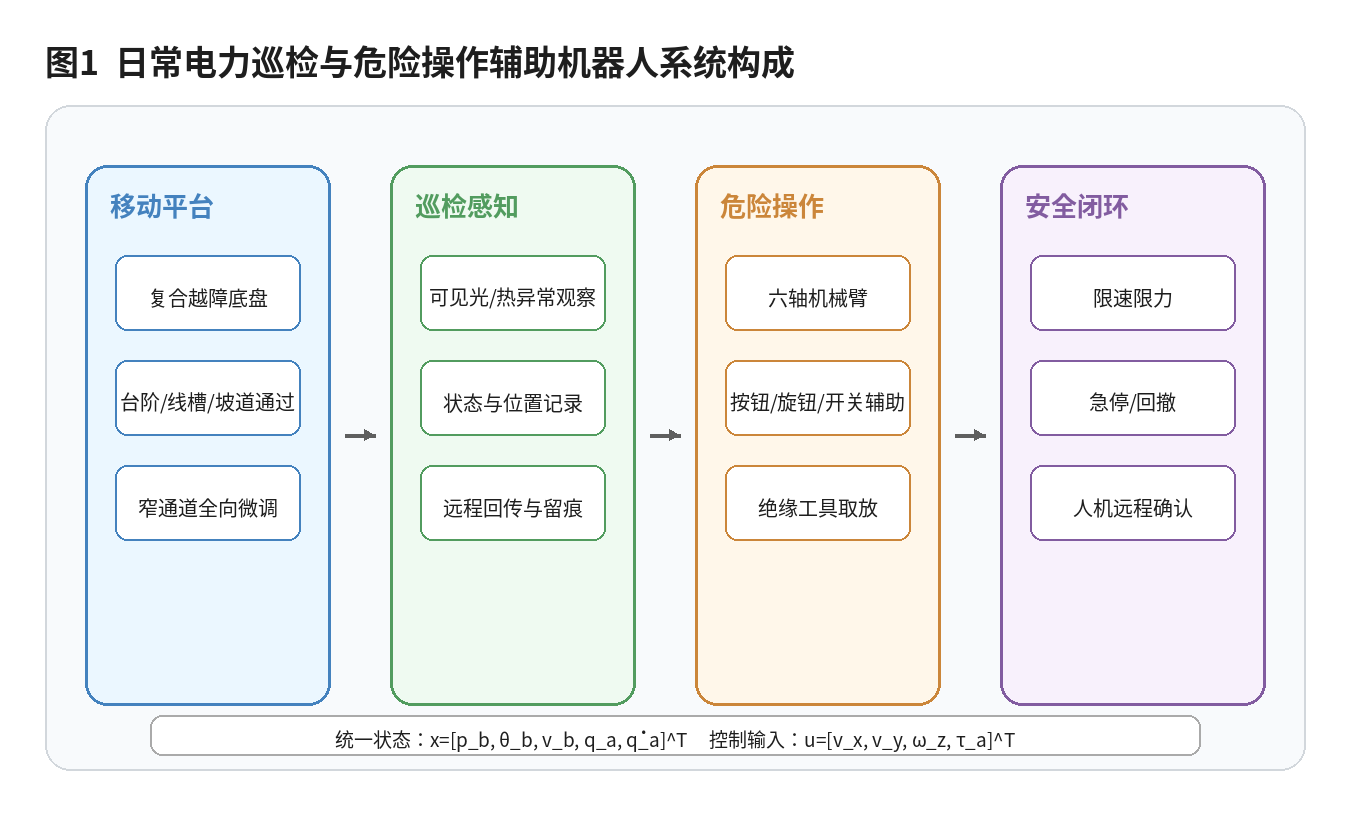 图1 日常电力巡检与危险操作辅助机器人系统构成
移动平台
复合越障底盘
台阶/线槽/坡道通过
窄通道全向微调
巡检感知
可见光/热异常观察
状态与位置记录
远程回传与留痕
危险操作
六轴机械臂
按钮/旋钮/开关辅助
绝缘工具取放
安全闭环
限速限力
急停/回撤
人机远程确认
统一状态：x=[p_b, θ_b, v_b, q_a, q̇_a]^T 控制输入：u=[v_x, v_y, ω_z, τ_a]^T